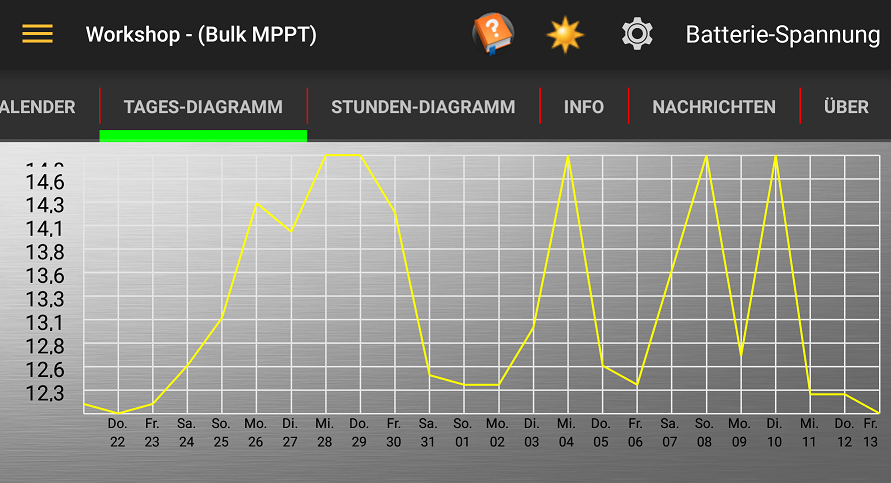 Workshop - (Bulk MPPT)
Batterie-Spannung
ALENDER TAGES-DIAGRAMM STUNDEN-DIAGRAMM INFO NACHRICHTEN ÜBER
14,6
14,3
14,1
13,8
13,6
13,3
13,1
12,8
12,6
12,3
Do. Fr. Sa. So. Mo. Di. Mi. Do. Fr. Sa. So. Mo. Di. Mi. Do. Fr. Sa. So. Mo. Di. Mi. Do. Fr.
22 23 24 25 26 27 28 29 30 31 01 02 03 04 05 06 07 08 09 10 11 12 13